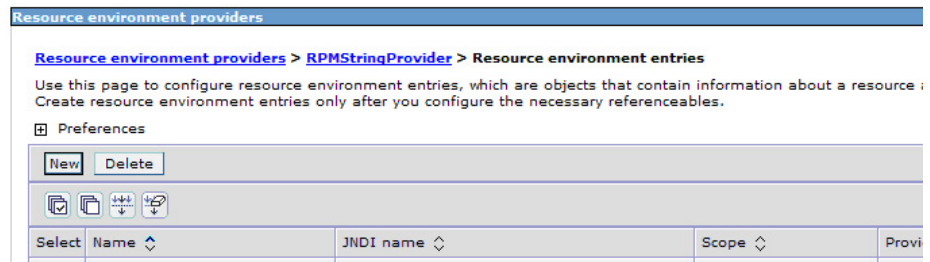 Resource environment providers
Resource environment providers > RPMStringProvider > Resource environment entries
Use this page to configure resource environment entries, which are objects that contain information about a resource
Create resource environment entries only after you configure the necessary referenceables.
Preferences
New Delete
Select Name JNDI name Scope Provi